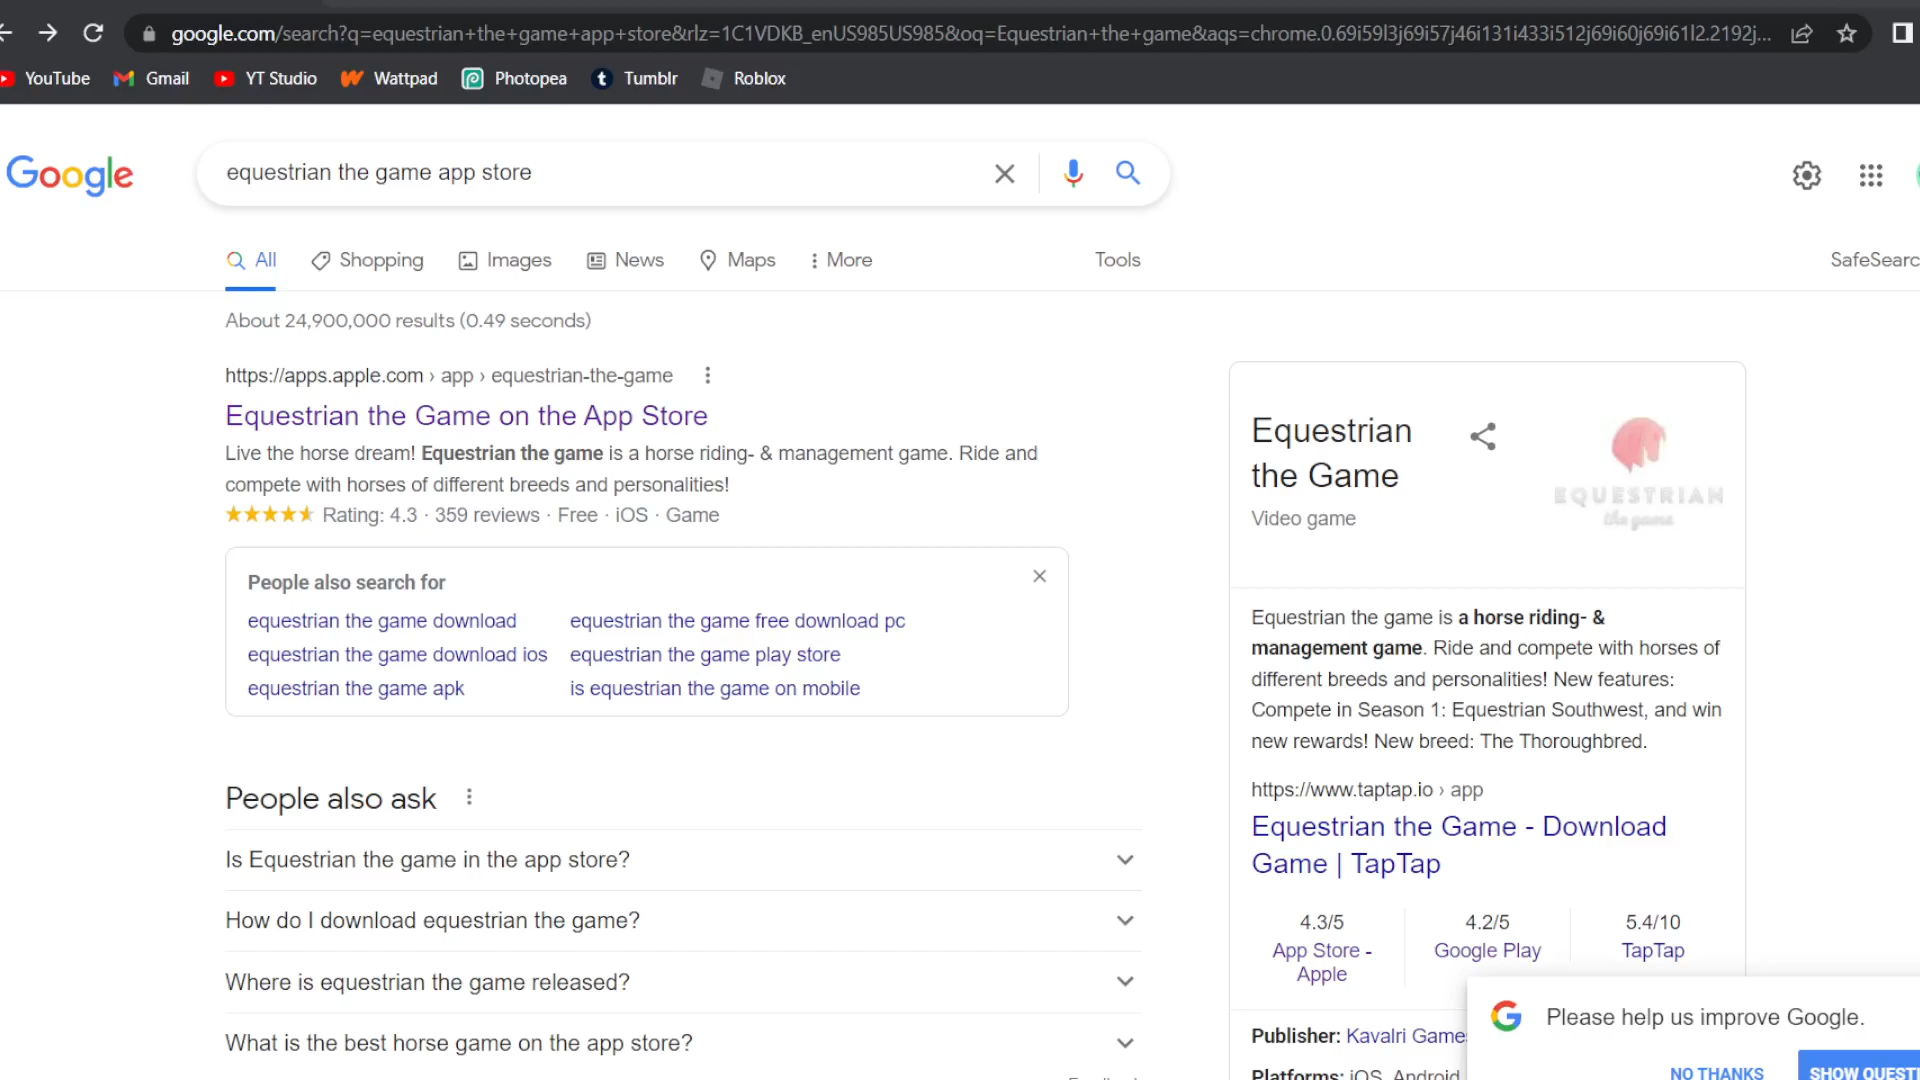 google.com/search?q=equestrian+the+game+app+store&rlz=1C1VDKB_enUS985US985&oq=Equestrian+the+game&aqs=chrome.0.69i59l3j69i57j46i131i433i512j69i60j69i61l2.2192j...
YouTube Gmail YT Studio Wattpad Photopea Tumblr Roblox
Google equestrian the game app store
All Shopping Images News Maps More Tools SafeSearc
About 24,900,000 results (0.49 seconds)
https://apps.apple.com › app › equestrian-the-game
Equestrian the Game on the App Store
Live the horse dream! Equestrian the game is a horse riding- & management game. Ride and
compete with horses of different breeds and personalities!
Rating: 4.3 · 359 reviews · Free · iOS · Game
People also search for
equestrian the game download equestrian the game free download pc
equestrian the game download ios equestrian the game play store
equestrian the game apk is equestrian the game on mobile
People also ask
Is Equestrian the game in the app store?
How do I download equestrian the game?
Where is equestrian the game released?
What is the best horse game on the app store?
Equestrian
the Game
Video game
EQUESTRIAN
the game
Equestrian the game is a horse riding- &
management game. Ride and compete with horses of
different breeds and personalities! New features:
Compete in Season 1: Equestrian Southwest, and win
new rewards! New breed: The Thoroughbred.
https://www.taptap.io › app
Equestrian the Game - Download
Game | TapTap
4.3/5 4.2/5 5.4/10
App Store - Google Play TapTap
Apple
Publisher: Kavalri Games
Platforms: iOS, Android
Please help us improve Google.
NO THANKS SHOW QUESTI